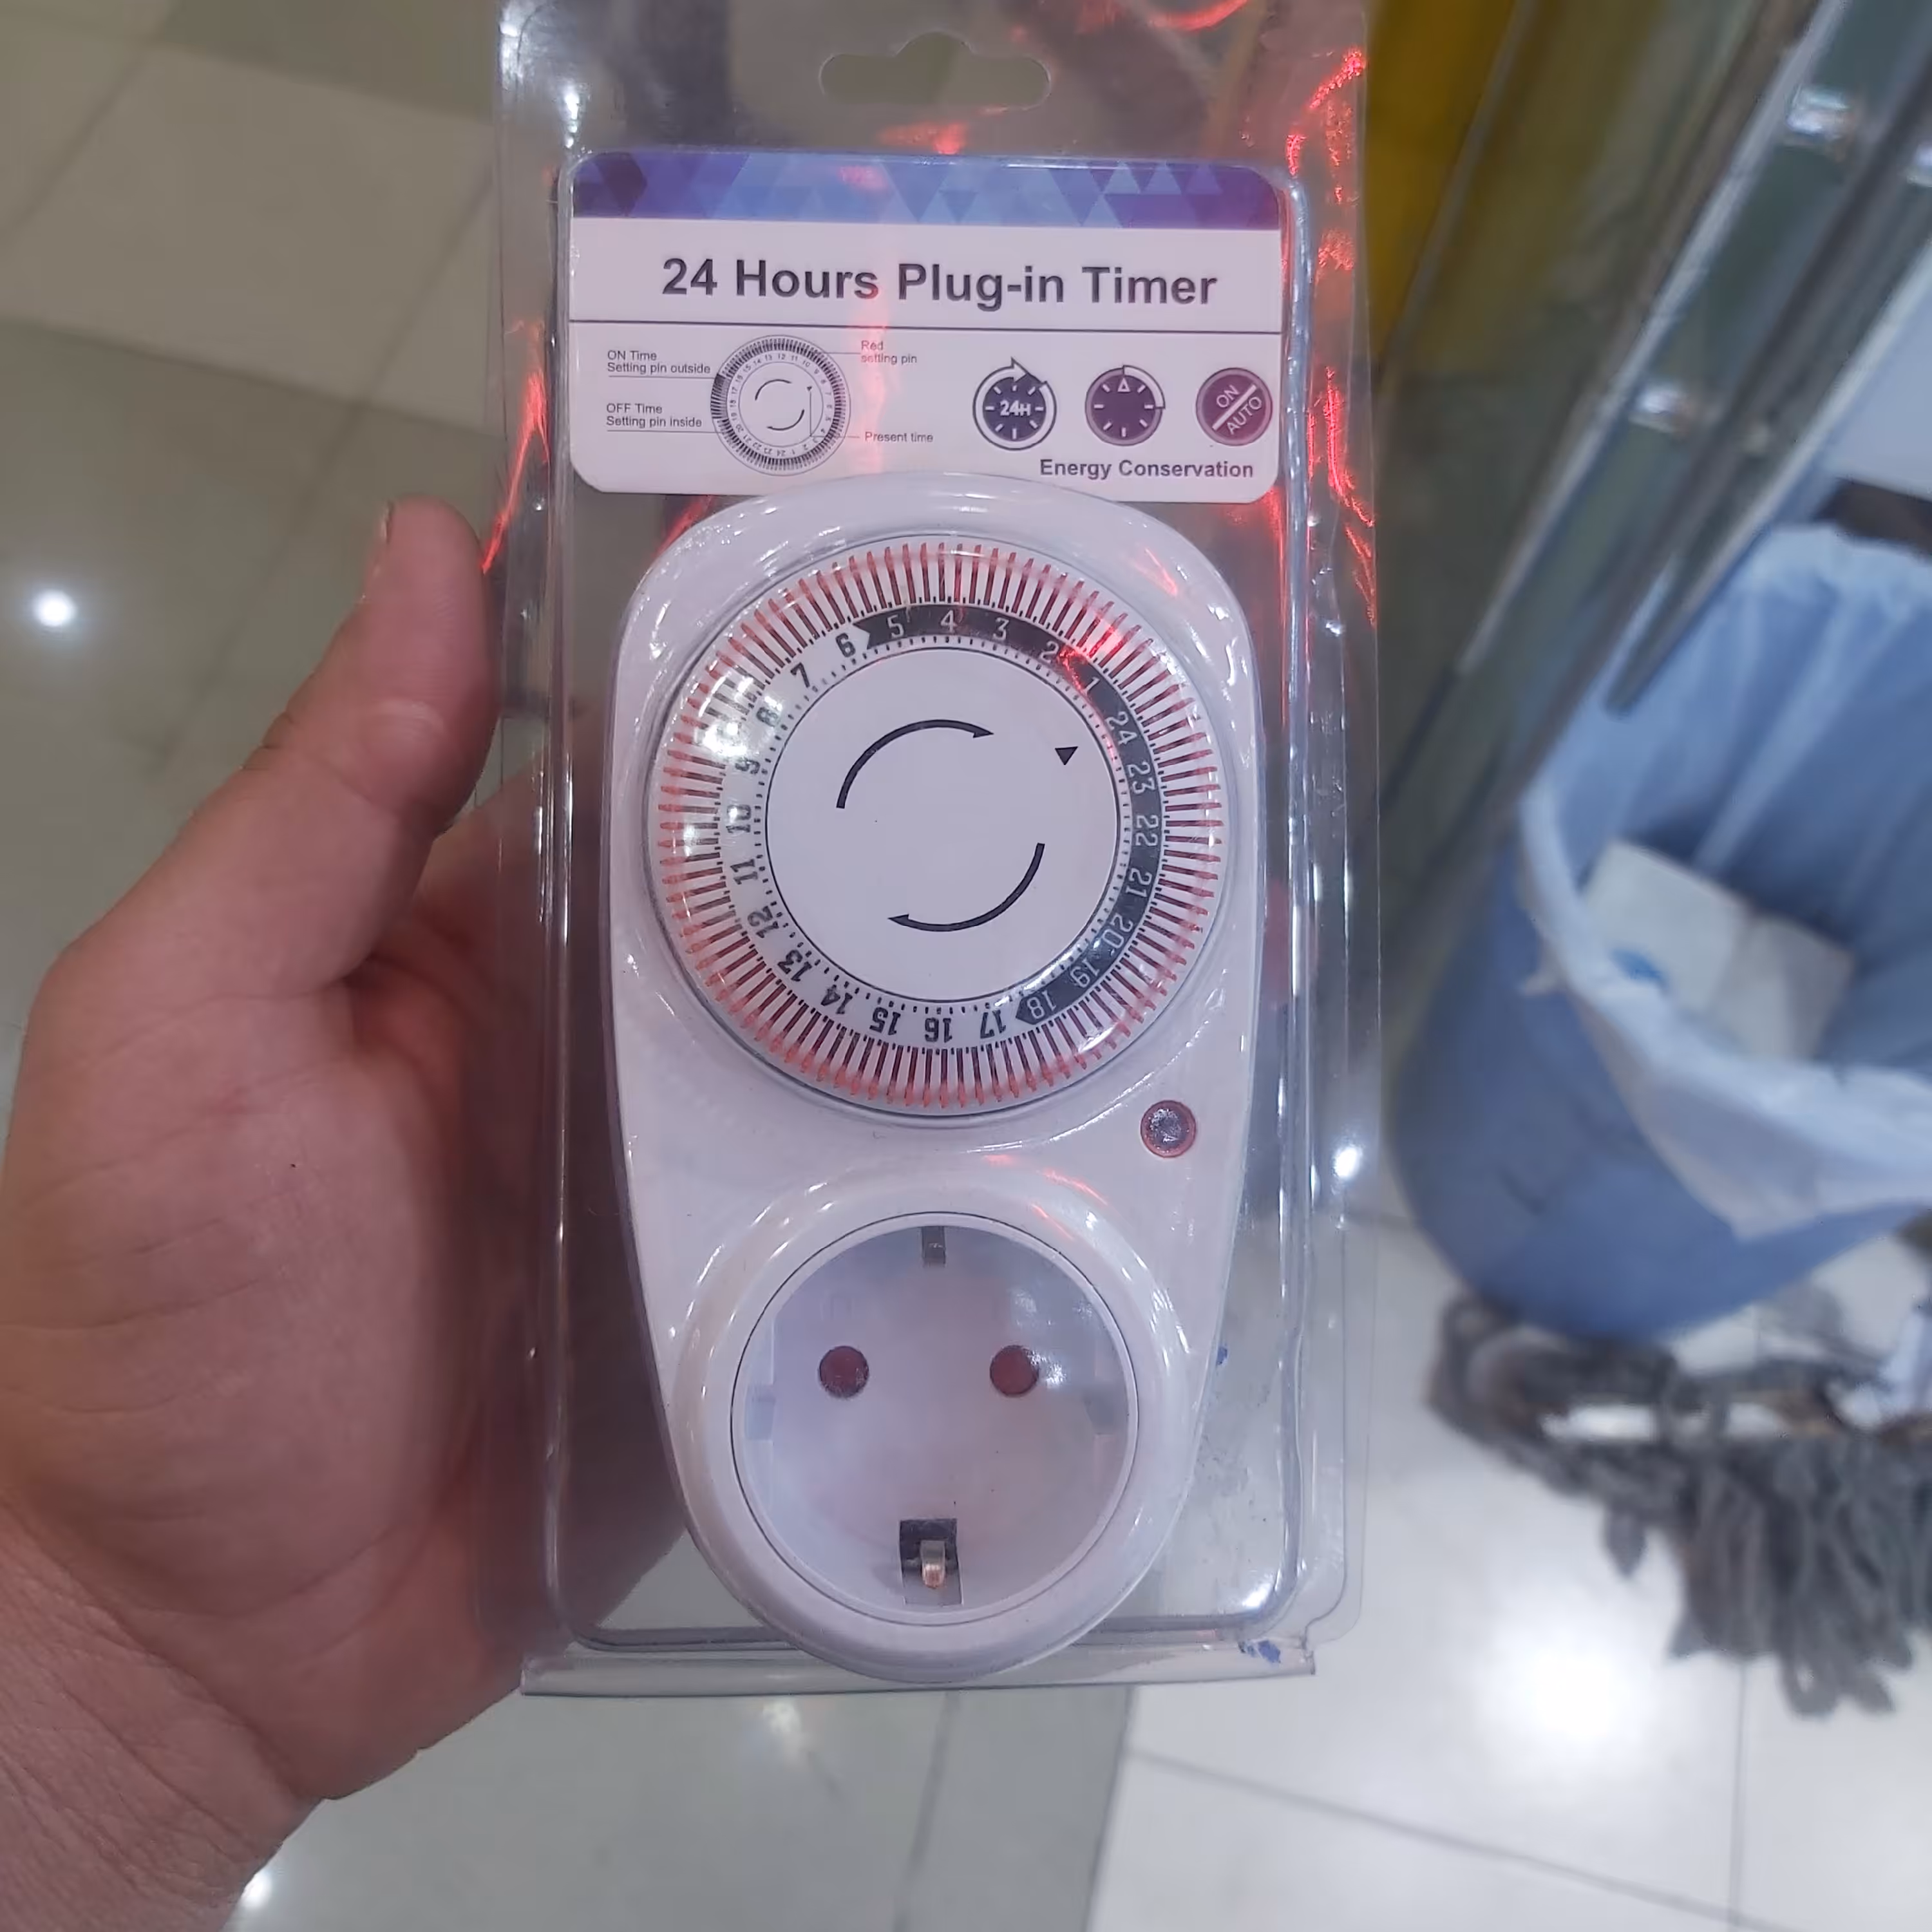 24 Hours Plug-in Timer
ON Time
Setting pin outside
OFF Time
Setting pin inside
Red
setting pin
Present time
24H
ON
AUTO
Energy Conservation
6 5 4 3 2 1 24 23 22 21 20 19 18 17 16 15 14 13 12 11 10 9 8 7